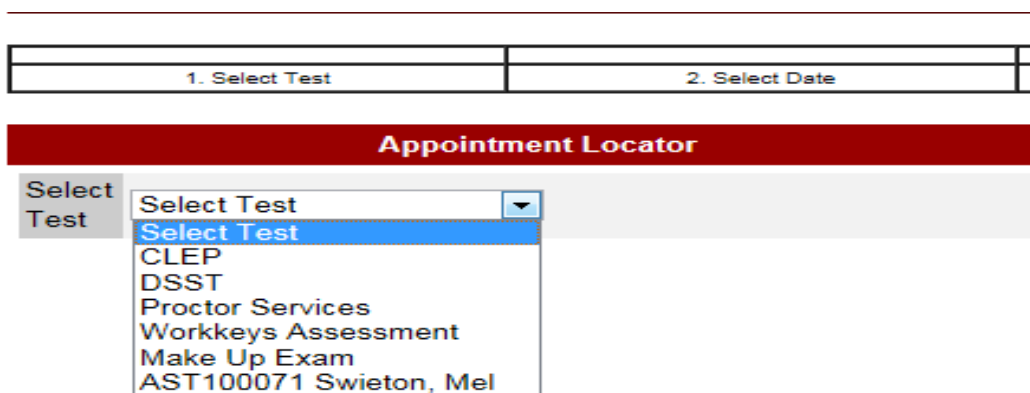 1. Select Test
2. Select Date
Appointment Locator
Select
Test
Select Test
Select Test
CLEP
DSST
Proctor Services
Workkeys Assessment
Make Up Exam
AST100071 Swieton, Mel